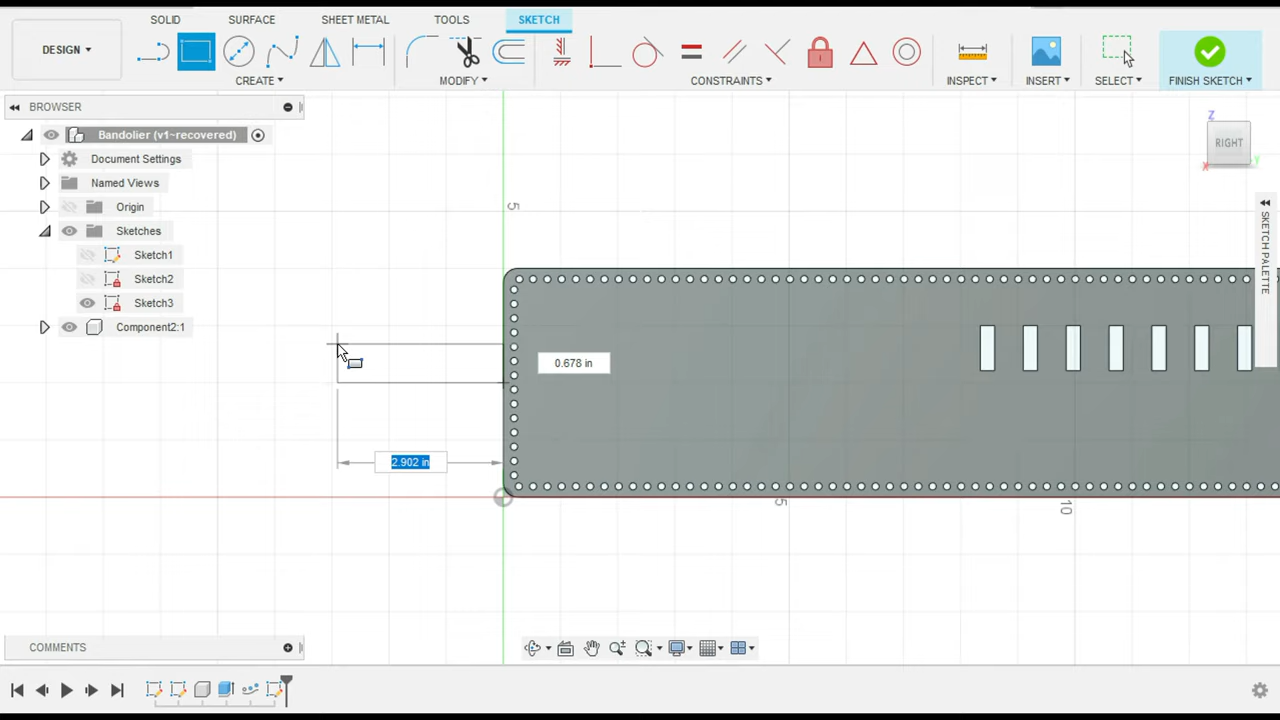 SOLID
SURFACE
SHEET METAL
TOOLS
SKETCH
DESIGN
CREATE
MODIFY
CONSTRAINTS
INSPECT
INSERT
SELECT
FINISH SKETCH
BROWSER
Bandolier (v1~recovered)
Document Settings
Named Views
Origin
Sketches
Sketch1
Sketch2
Sketch3
Component2:1
Z
RIGHT
X
Y
SKETCH PALETTE
5
0.678 in
2.902 in
5
10
COMMENTS